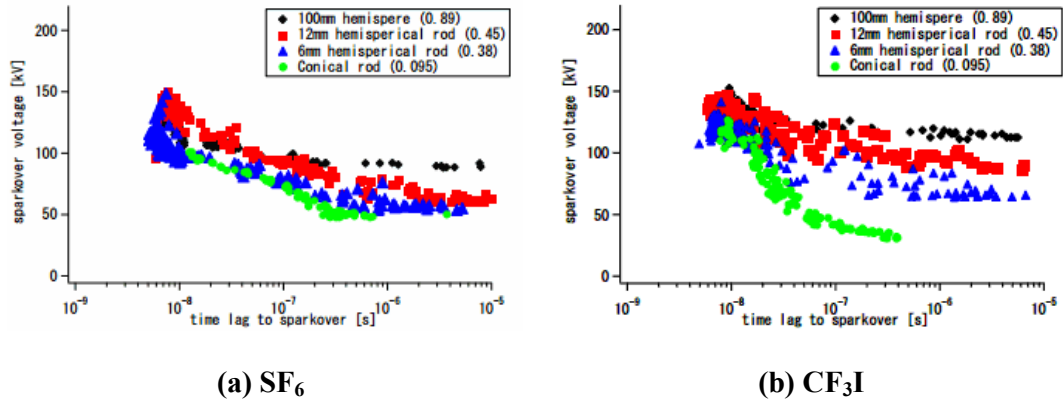 100mm hemispere (0.89)
12mm hemisperical rod (0.45)
6mm hemisperical rod (0.38)
Conical rod (0.095)
sparkover voltage [kV]
200
150
100
50
0
10⁻⁹
10⁻⁸
10⁻⁷
10⁻⁶
10⁻⁵
time lag to sparkover [s]
(a) SF₆
100mm hemispere (0.89)
12mm hemisperical rod (0.45)
6mm hemisperical rod (0.38)
Conical rod (0.095)
sparkover voltage [kV]
200
150
100
50
0
10⁻⁹
10⁻⁸
10⁻⁷
10⁻⁶
10⁻⁵
time lag to sparkover [s]
(b) CF₃I